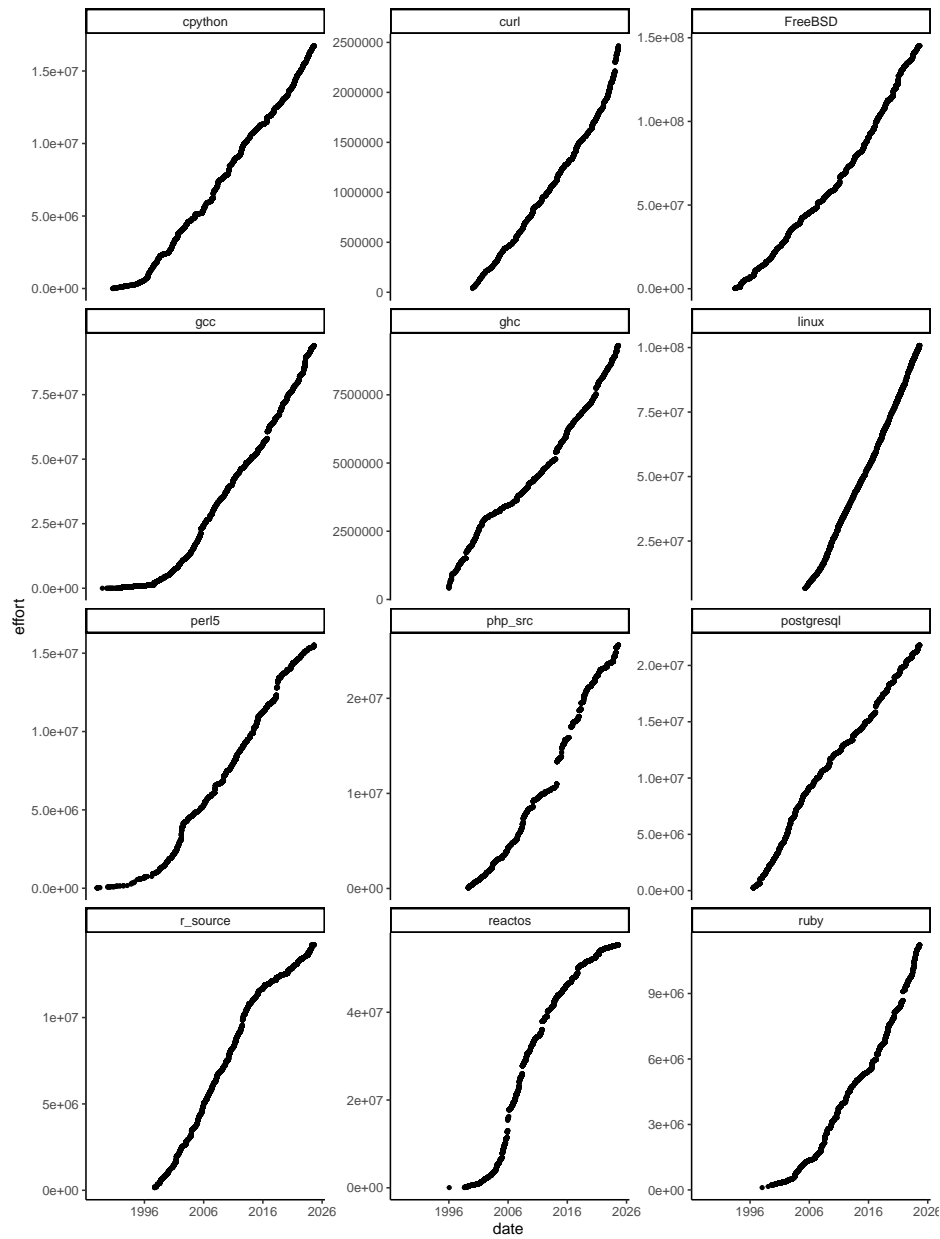 cpython
curl
FreeBSD
1.5e+07
1.0e+07
5.0e+06
0.0e+00
2500000
2000000
1500000
1000000
500000
0
1.5e+08
1.0e+08
5.0e+07
0.0e+00
gcc
ghc
linux
7.5e+07
5.0e+07
2.5e+07
0.0e+00
7500000
5000000
2500000
0
1.0e+08
7.5e+07
5.0e+07
2.5e+07
effort
perl5
php_src
postgresql
1.5e+07
1.0e+07
5.0e+06
0.0e+00
2e+07
1e+07
0e+00
2.0e+07
1.5e+07
1.0e+07
5.0e+06
0.0e+00
r_source
reactos
ruby
1e+07
5e+06
0e+00
4e+07
2e+07
0e+00
9e+06
6e+06
3e+06
0e+00
1996 2006 2016 2026
1996 2006 2016 2026
1996 2006 2016 2026
date